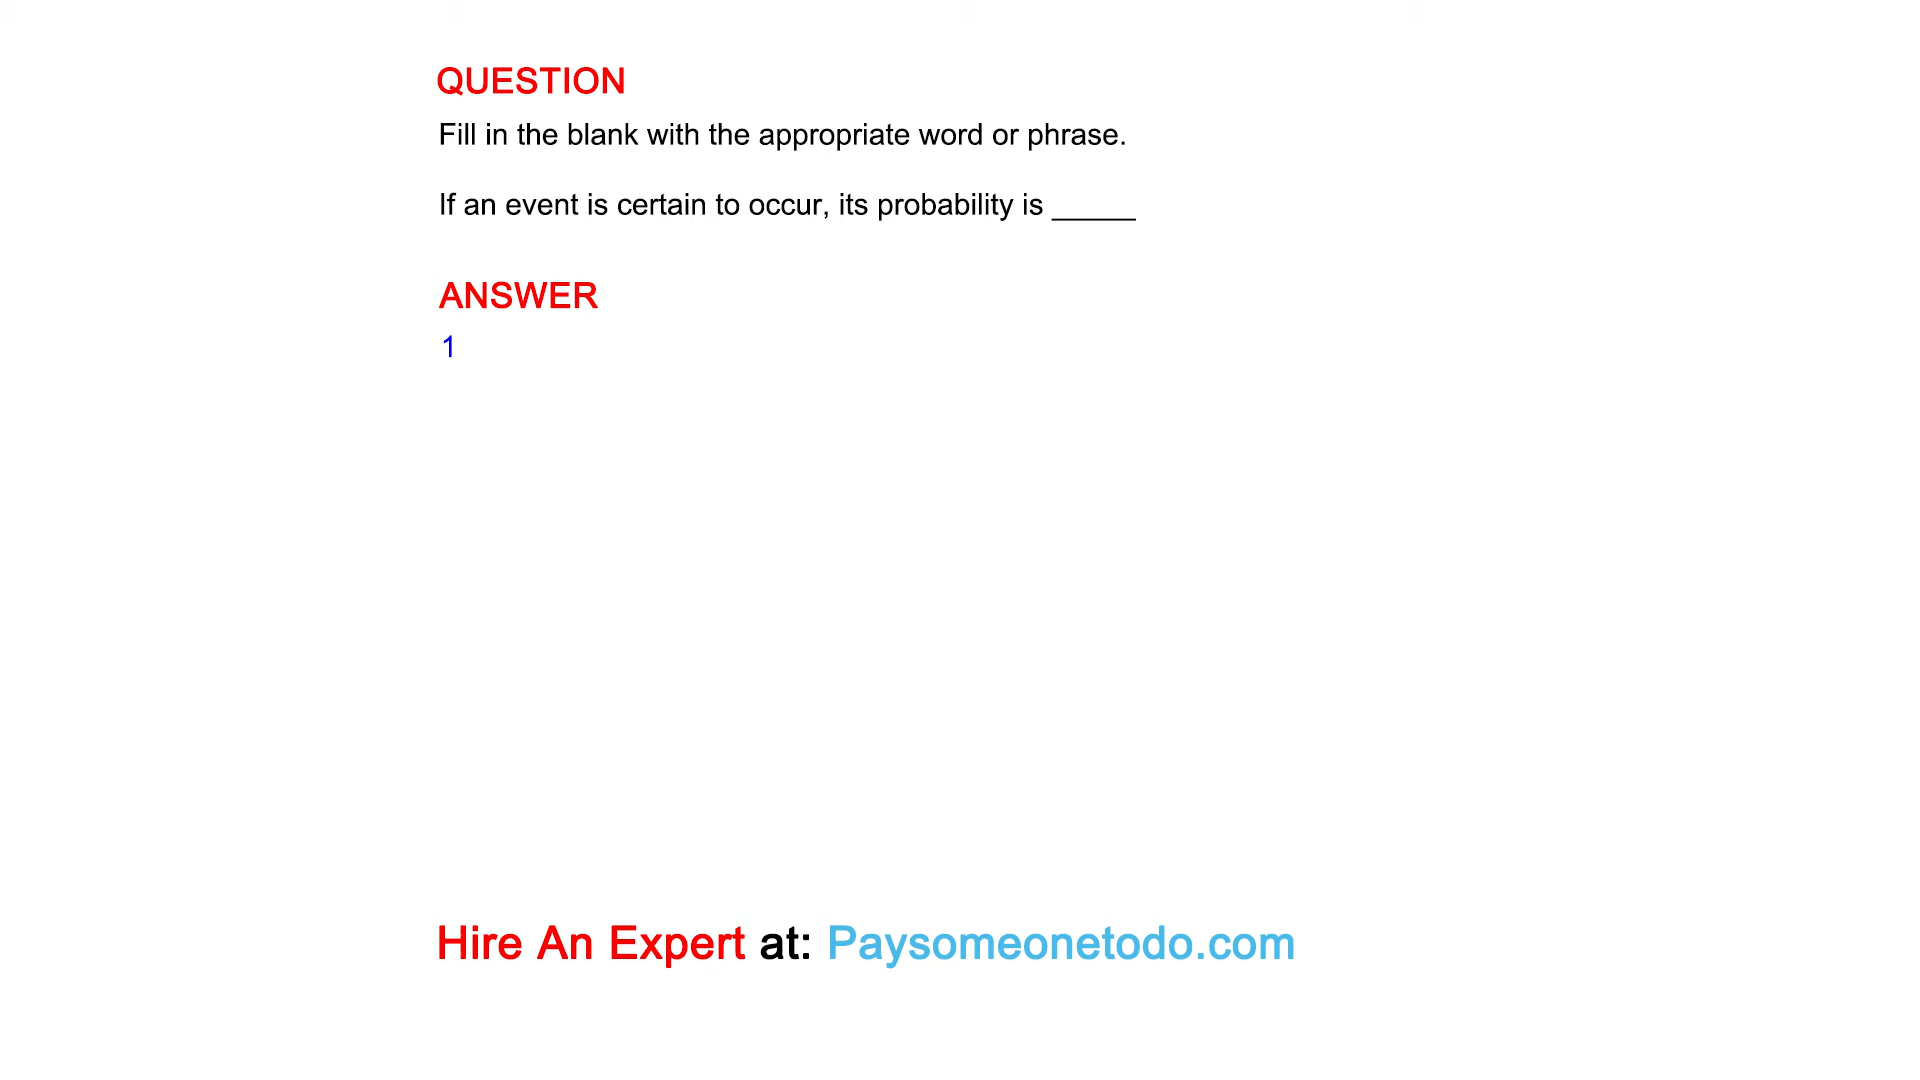 QUESTION
Fill in the blank with the appropriate word or phrase.
If an event is certain to occur, its probability is _____
ANSWER
1
Hire An Expert at: Paysomeonetodo.com